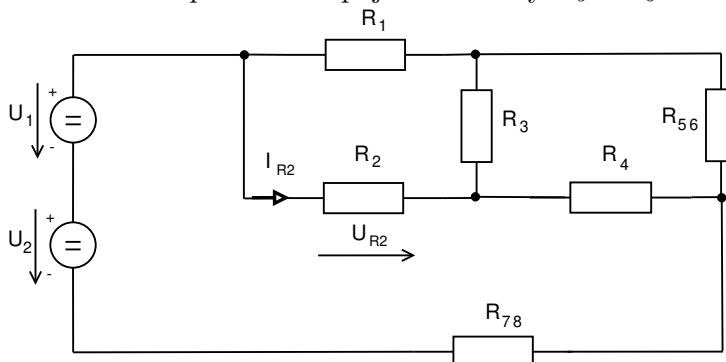 R1
+
U1
=
-
R3
R56
IR2
R2
R4
+
U2
=
-
UR2
R78